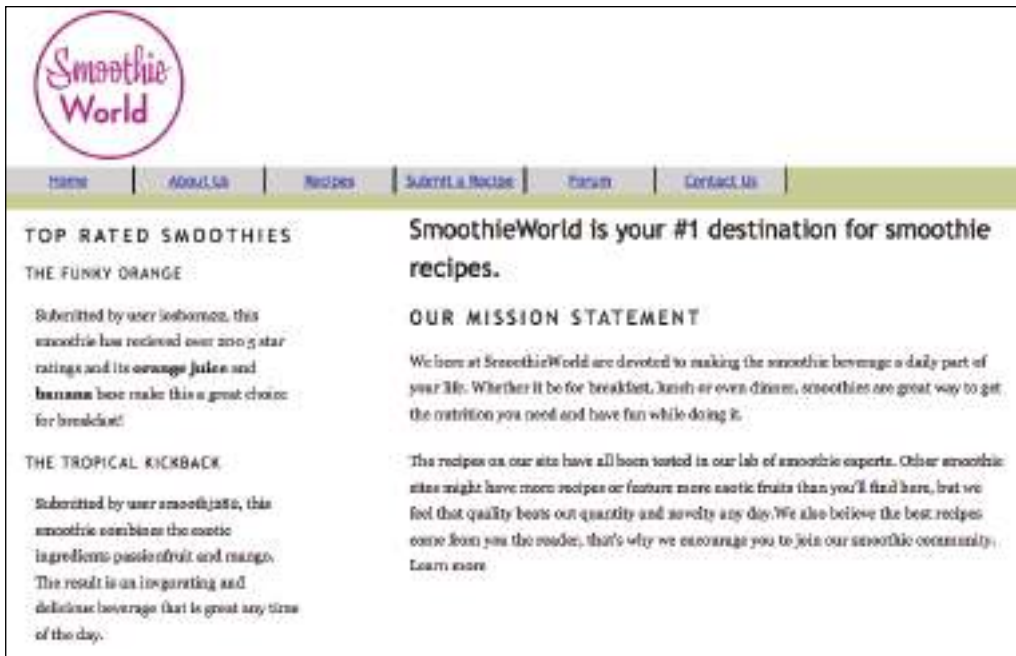 Smoothie
World
Home About Us Recipes Submit a Recipe Forum Contact Us
TOP RATED SMOOTHIES
THE FUNKY ORANGE
Submitted by user this
smoothie has recieved over 200 5 star
ratings and its orange juice and
banana base make this a great choice
for breakfast!
THE TROPICAL KICKBACK
Submitted by user this
smoothie combines the exotic
ingredients passionfruit and mango.
The result is an invgorating and
delicious beverage that is great any time
of the day.
SmoothieWorld is your #1 destination for smoothie
recipes.
OUR MISSION STATEMENT
We here at SmoothieWorld are devoted to making the smoothie beverage a daily part of
your life. Whether it be for breakfast, lunch or even dinner, smoothies are great way to get
the nutrition you need and have fun while doing it.
The recipes on our site have all been tested in our lab of smoothie experts. Other smoothie
sites might have more recipes or feature more exotic fruits than you'll find here, but we
feel that quality beats out quantity and novelty any day.We also believe the best recipes
come from you the reader, that's why we encourage you to join our smoothie community.
Learn more